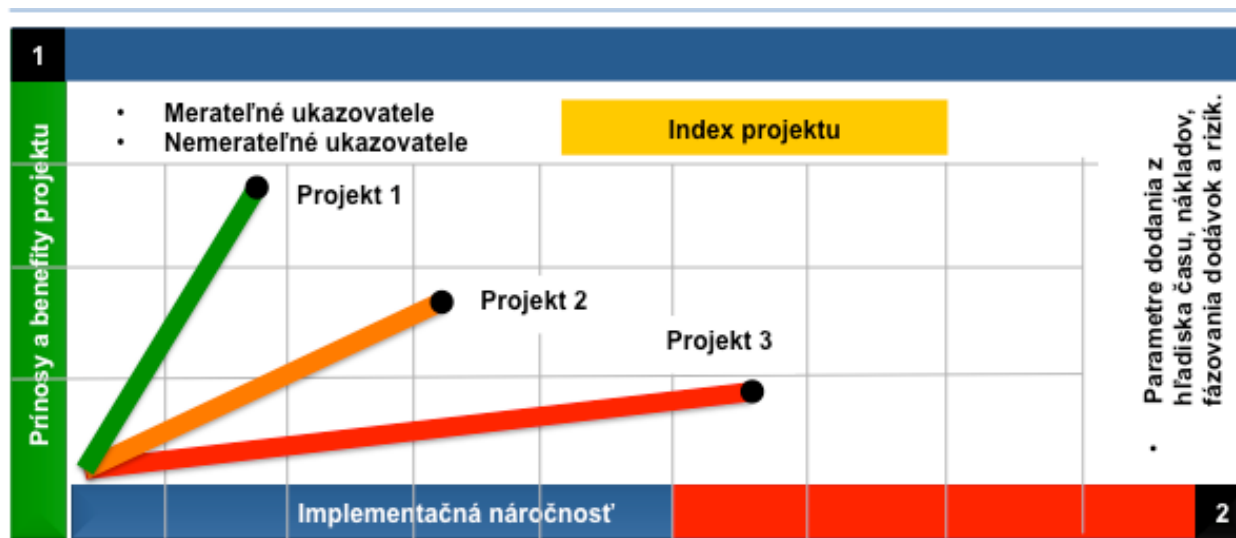 1
Prínosy a benefity projektu
• Merateľné ukazovatele
• Nemerateľné ukazovatele
Index projektu
Projekt 1
Projekt 2
Projekt 3
• Parametre dodania z
hľadiska času, nákladov,
fázovania dodávok a rizík.
Implementačná náročnosť
2